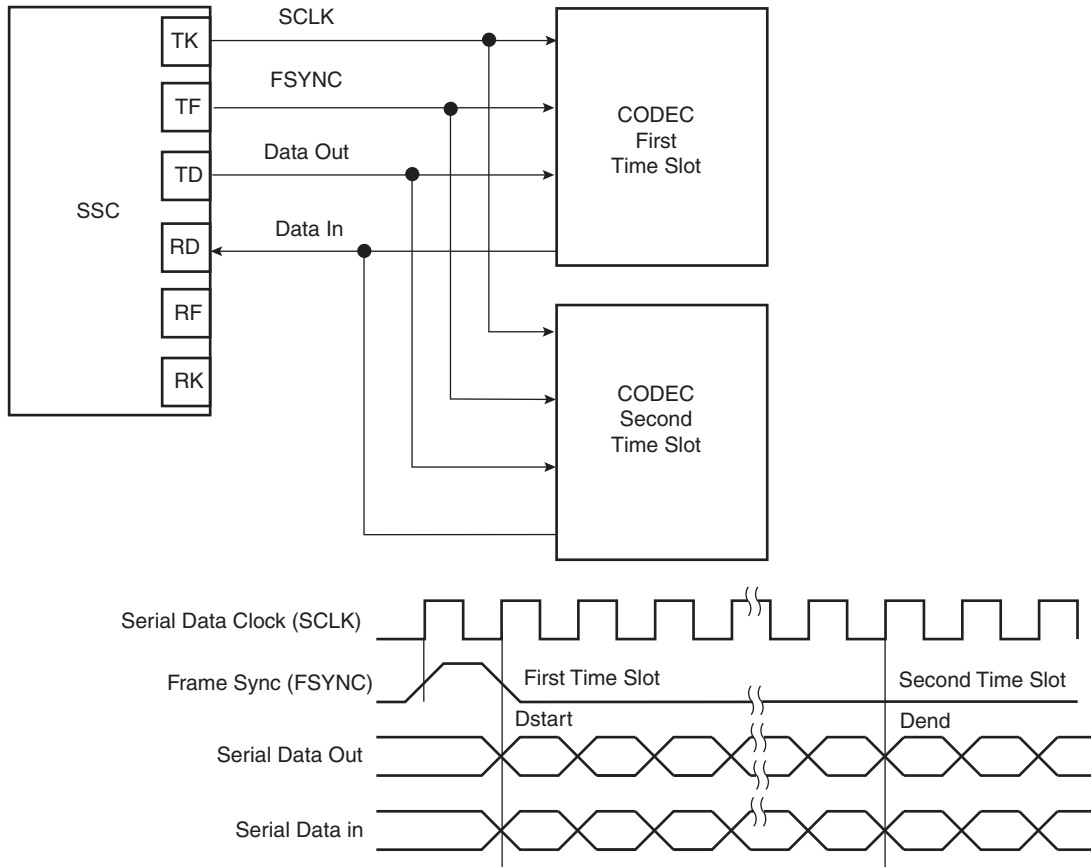 SSC
TK
TF
TD
RD
RF
RK
SCLK
FSYNC
Data Out
Data In
CODEC
First
Time Slot
CODEC
Second
Time Slot
Serial Data Clock (SCLK)
Frame Sync (FSYNC)
First Time Slot
Second Time Slot
Dstart
Dend
Serial Data Out
Serial Data in